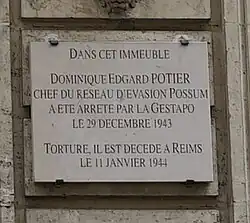 DANS CET IMMEUBLE
DOMINIQUE EDGARD POTIER
CHEF DU RESEAU D'EVASION POSSUM
A ETE ARRETE PAR LA GESTAPO
LE 29 DECEMBRE 1943
TORTURE, IL EST DECEDE A REIMS
LE 11 JANVIER 1944